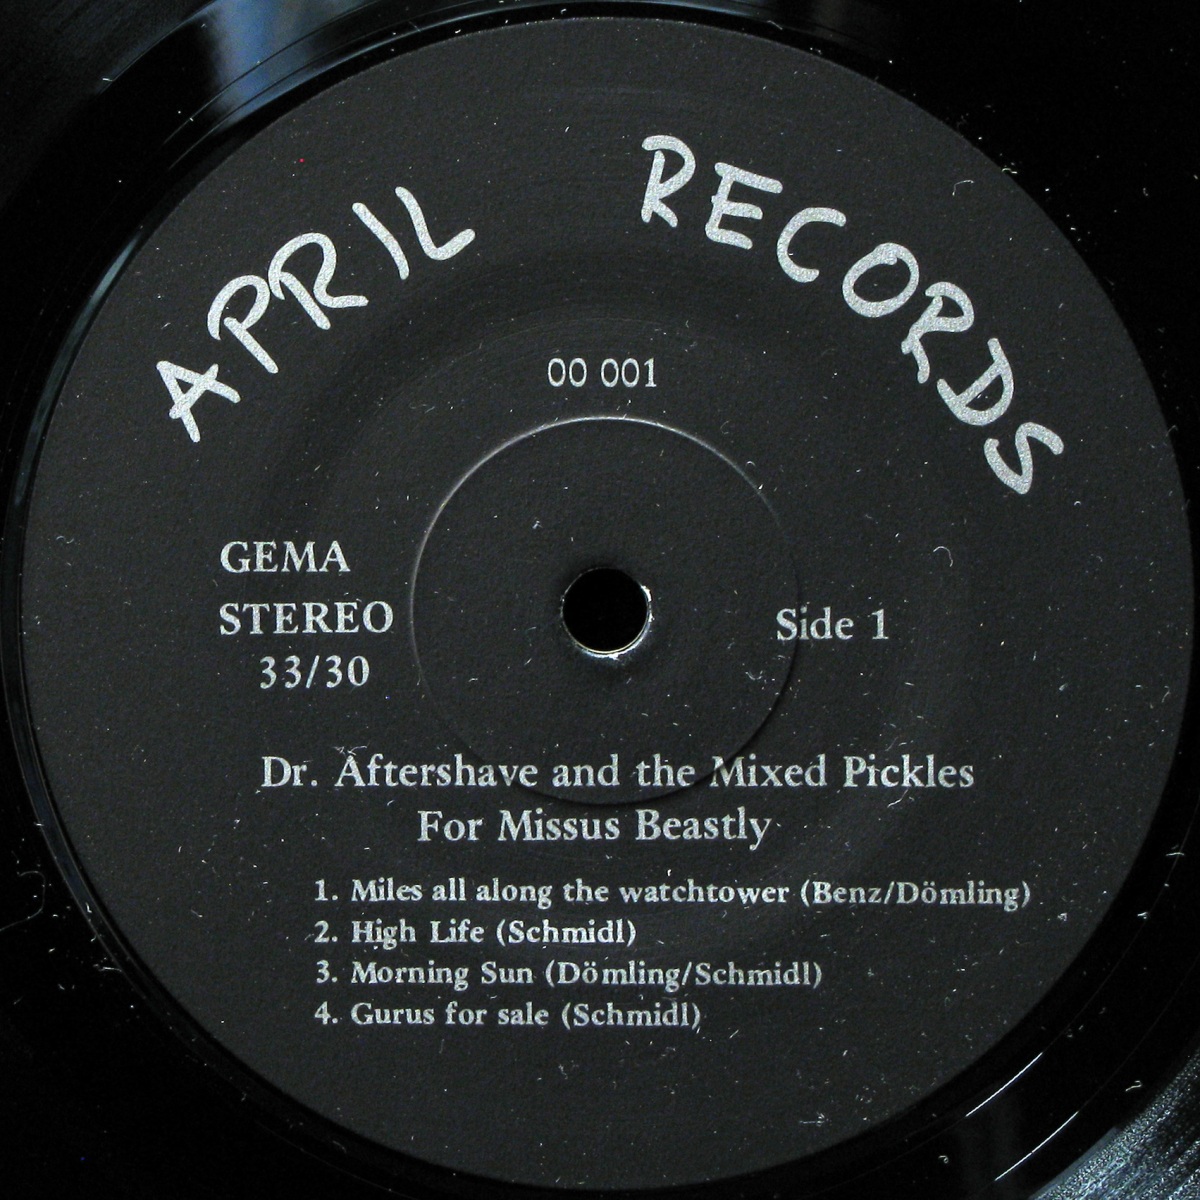 APRIL RECORDS
00 001
GEMA
STEREO
33/30
Side 1
Dr. Aftershave and the Mixed Pickles
For Missus Beastly
1. Miles all along the watchtower (Benz/Dömling)
2. High Life (Schmidl)
3. Morning Sun (Dömling/Schmidl)
4. Gurus for sale (Schmidl)